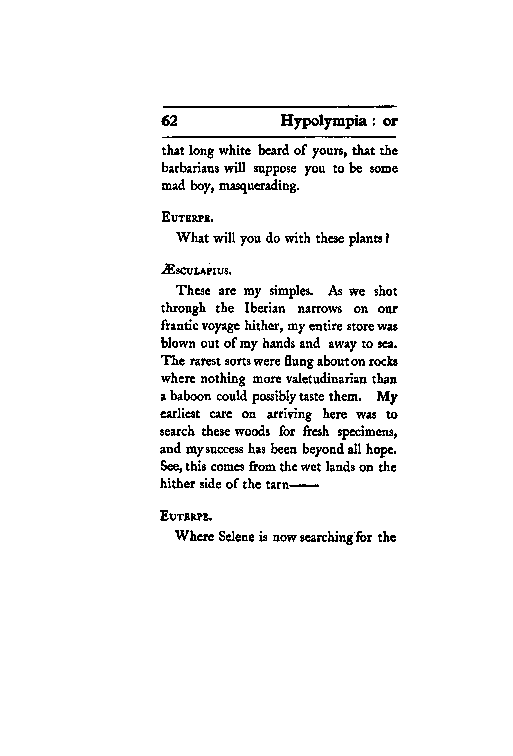 62 Hypolympia : or
that long white beard of yours, that the
barbarians will suppose you to be some
mad boy, masquerading.
EUTERPE.
What will you do with these plants?
ÆSCULAPIUS.
These are my simples. As we shot
through the Iberian narrows on our
frantic voyage hither, my entire store was
blown out of my hands and away to sea.
The rarest sorts were flung about on rocks
where nothing more valetudinarian than
a baboon could possibly taste them. My
earliest care on arriving here was to
search these woods for fresh specimens,
and my success has been beyond all hope.
See, this comes from the wet lands on the
hither side of the tarn——
EUTERPE.
Where Selene is now searching for the